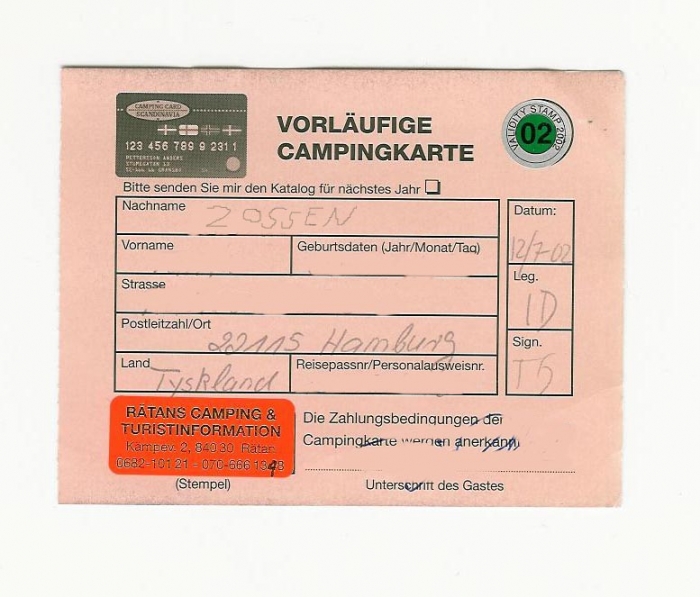 CAMPING CARD
SCANDINAVIA
123 456 789 9 231 1
PETTERSSON ANDERS
VORLÄUFIGE
CAMPINGKARTE
VALIDITY STAMP 2002
02
Bitte senden Sie mir den Katalog für nächstes Jahr
Nachname ZOSSEN
Datum:
12/7-02
Vorname
Geburtsdaten (Jahr/Monat/Tag)
Strasse
Leg.
ID
Postleitzahl/Ort 22115 Hamburg
Sign.
TS
Land Tyskland
Reisepassnr/Personalausweisnr.
RÄTANS CAMPING &
TURISTINFORMATION
Kampev. 2, 840 30 Rätan
0682-101 21 - 070-666
Die Zahlungsbedingungen der
Campingkarte werden anerkannt
(Stempel)
Unterschrift des Gastes